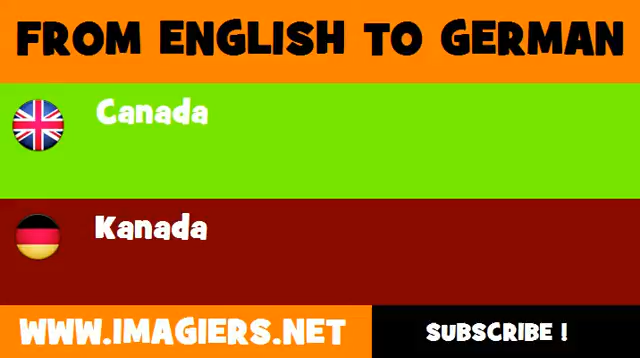 FROM ENGLISH TO GERMAN
Canada
Kanada
WWW.IMAGIERS.NET
SUBSCRIBE !